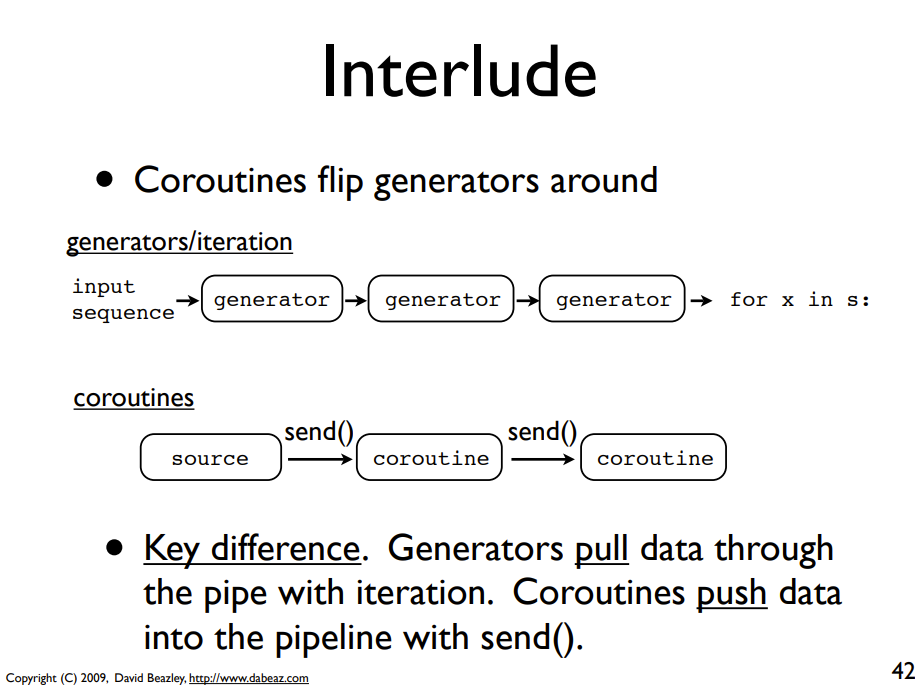 Interlude
• Coroutines flip generators around
generators/iteration
input
sequence
generator
generator
generator
for x in s:
coroutines
send()
send()
source
coroutine
coroutine
• Key difference. Generators pull data through
the pipe with iteration. Coroutines push data
into the pipeline with send().
Copyright (C) 2009, David Beazley, http://www.dabeaz.com
42